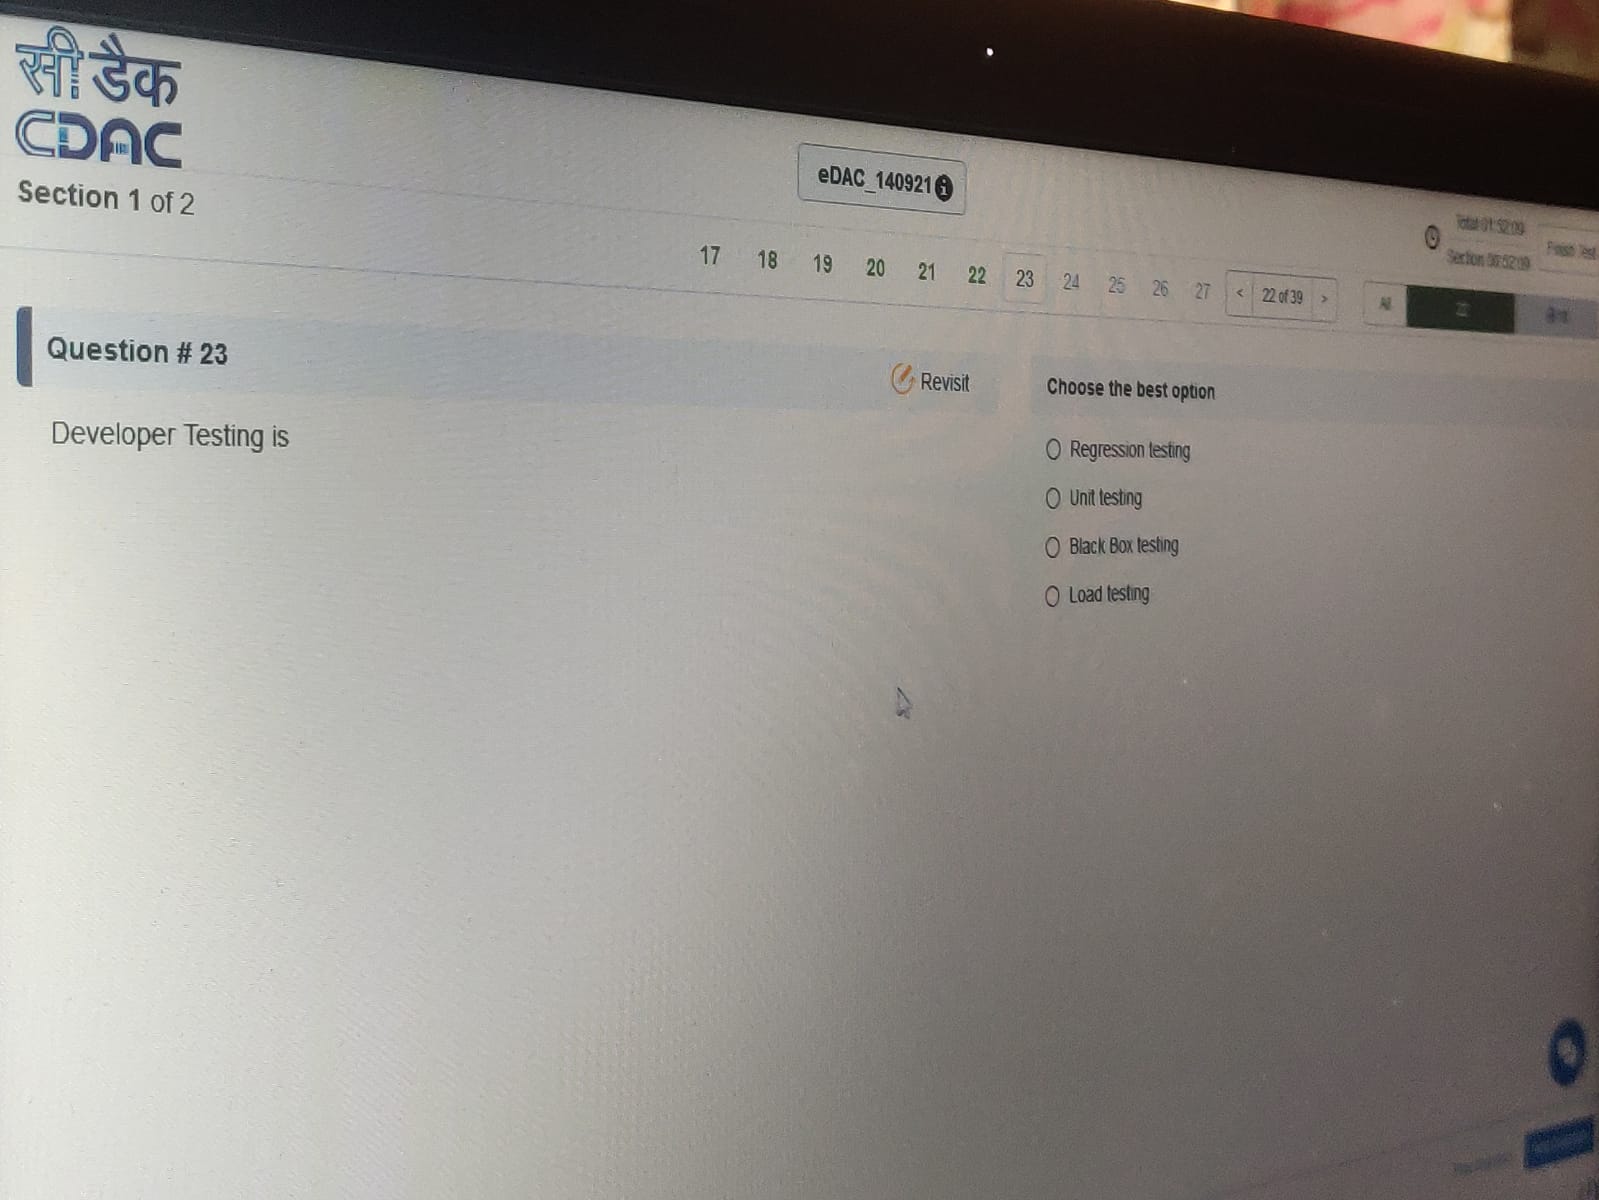 सी डैक
CDAC
Section 1 of 2
eDAC_140921
Total 01:52:09
Section 00:52:09
Finish Test
17 18 19 20 21 22 23 24 25 26 27 < 22 of 39 >
All
22
Question # 23
Revisit
Developer Testing is
Choose the best option
Regression testing
Unit testing
Black Box testing
Load testing